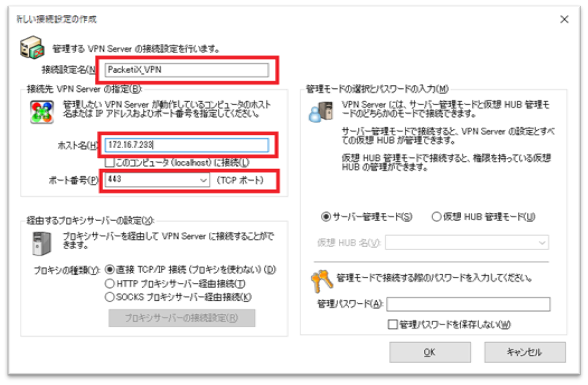 新しい接続設定の作成
管理する VPN Server の接続設定を行います。
接続設定名(N):
PacketiX_VPN
接続先 VPN Server の指定(B):
管理したい VPN Server が動作しているコンピュータのホスト
名または IP アドレスおよびポート番号を指定してください。
ホスト名(H):
172.16.7.233
このコンピュータ (localhost) に接続(L)
ポート番号(P):
443
(TCP ポート)
経由するプロキシサーバーの設定(X):
プロキシサーバーを経由して VPN Server に接続することがで
きます。
プロキシの種類(Y):
直接 TCP/IP 接続 (プロキシを使わない) (D)
HTTP プロキシサーバー経由接続(T)
SOCKS プロキシサーバー経由接続(K)
プロキシサーバーの接続設定(R)
管理モードの選択とパスワードの入力(M)
VPN Server には、サーバー管理モードと仮想 HUB 管理モ
ードのどちらかのモードで接続できます。
サーバー管理モードで接続すると、VPN Server の設定とすべ
ての仮想 HUB が管理できます。
仮想 HUB 管理モードで接続すると、権限を持っている仮想
HUB の管理ができます。
サーバー管理モード(S)
仮想 HUB 管理モード(U)
仮想 HUB 名(V):
管理モードで接続する際のパスワードを入力してください。
管理パスワード(A):
管理パスワードを保存しない(W)
OK
キャンセル